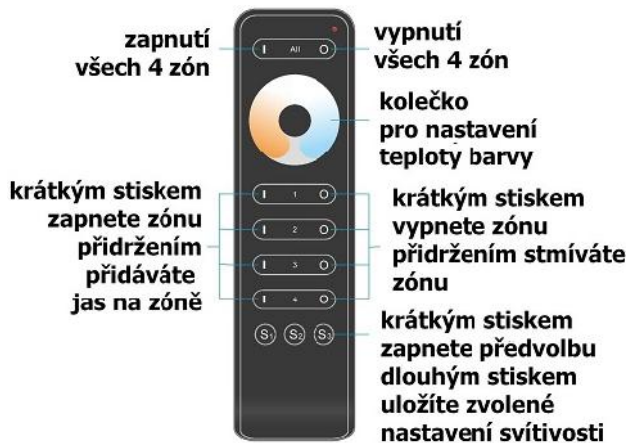 zapnutí
všech 4 zón
vypnutí
všech 4 zón
I All O
kolečko
pro nastavení
teploty barvy
krátkým stiskem
zapnete zónu
přidržením
přidáváte
jas na zóně
I 1 O
I 2 O
I 3 O
I 4 O
krátkým stiskem
vypnete zónu
přidržením stmíváte
zónu
S1 S2 S3
krátkým stiskem
zapnete předvolbu
dlouhým stiskem
uložíte zvolené
nastavení svítivosti